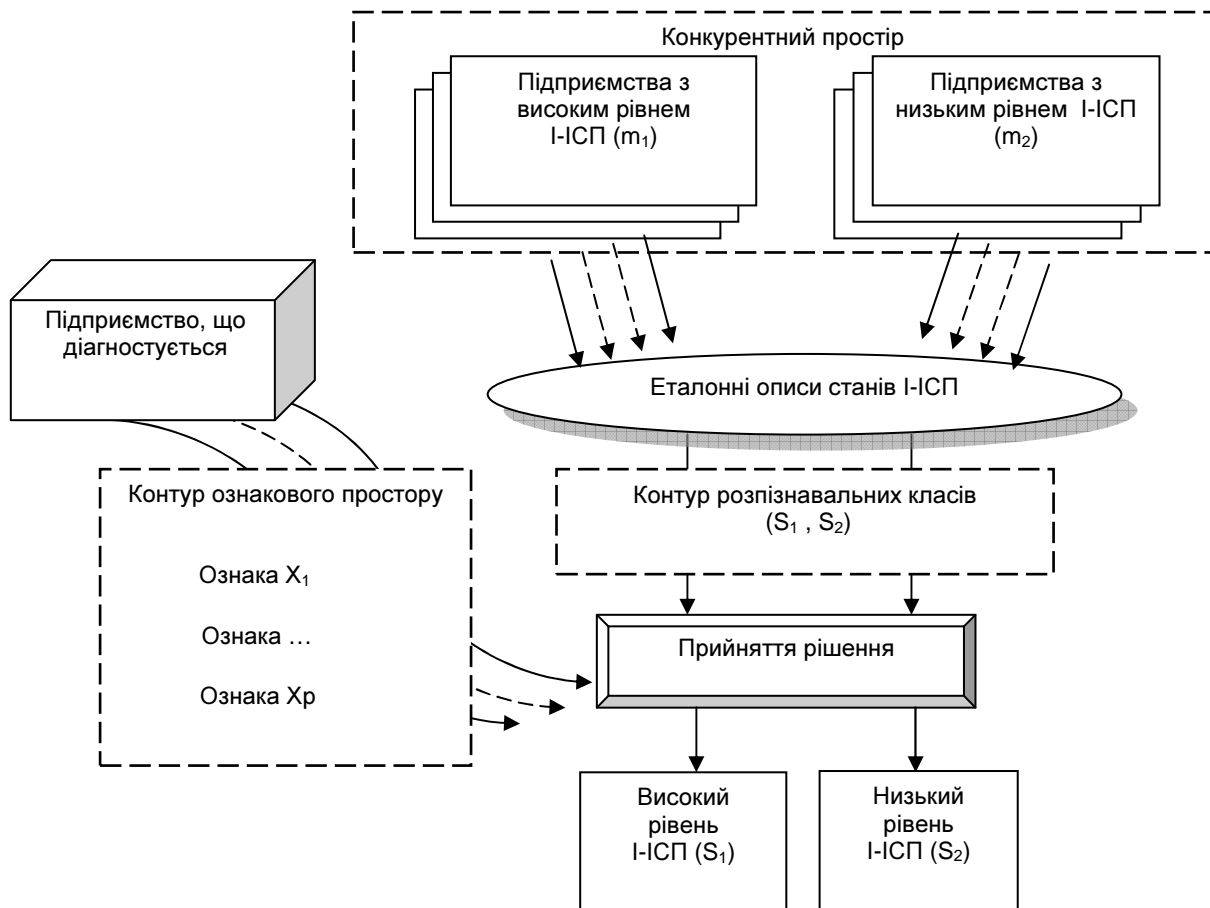 Конкурентний простір
Підприємства з
високим рівнем
І-ІСП (m₁)
Підприємства з
низьким рівнем І-ІСП
(m₂)
Підприємство, що
діагностується
Еталонні описи станів І-ІСП
Контур ознакового простору
Ознака X₁
Ознака …
Ознака Xp
Контур розпізнавальних класів
(S₁ , S₂)
Прийняття рішення
Високий
рівень
І-ІСП (S₁)
Низький
рівень
І-ІСП (S₂)